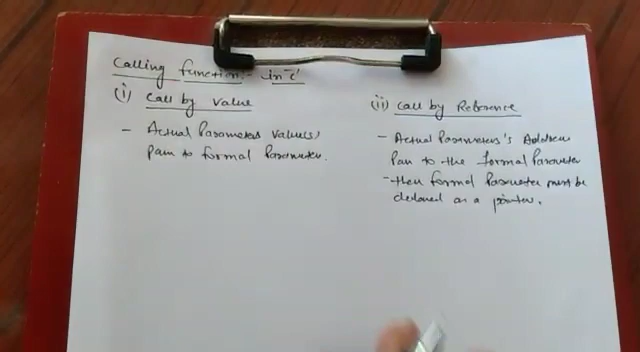 Calling function:- in 'C'
(i) Call by Value
- Actual Parameters Values,
Pass to formal Parameter.
(ii) Call by Reference
- Actual Parameters's Address
Pass to the formal Parameter
- then formal Parameter must be
declared as a pointer.